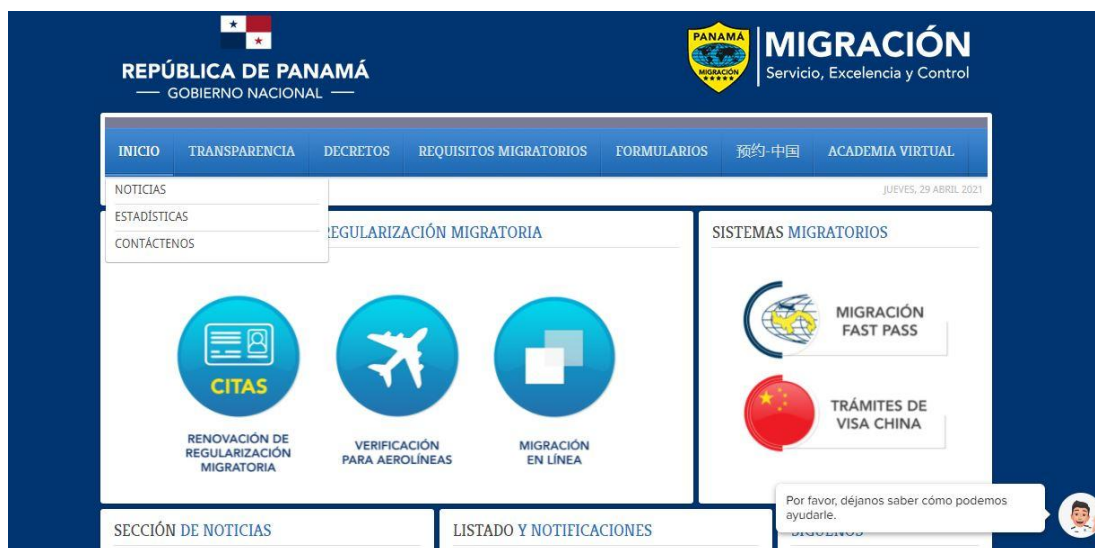 REPÚBLICA DE PANAMÁ
— GOBIERNO NACIONAL —
PANAMÁ
MIGRACIÓN
MIGRACIÓN
Servicio, Excelencia y Control
INICIO TRANSPARENCIA DECRETOS REQUISITOS MIGRATORIOS FORMULARIOS 预约-中国 ACADEMIA VIRTUAL
JUEVES, 29 ABRIL 2021
NOTICIAS
ESTADÍSTICAS
CONTÁCTENOS
REGULARIZACIÓN MIGRATORIA
SISTEMAS MIGRATORIOS
CITAS
RENOVACIÓN DE
REGULARIZACIÓN
MIGRATORIA
VERIFICACIÓN
PARA AEROLÍNEAS
MIGRACIÓN
EN LÍNEA
MIGRACIÓN
FAST PASS
TRÁMITES DE
VISA CHINA
Por favor, déjanos saber cómo podemos
ayudarle.
SECCIÓN DE NOTICIAS
LISTADO Y NOTIFICACIONES